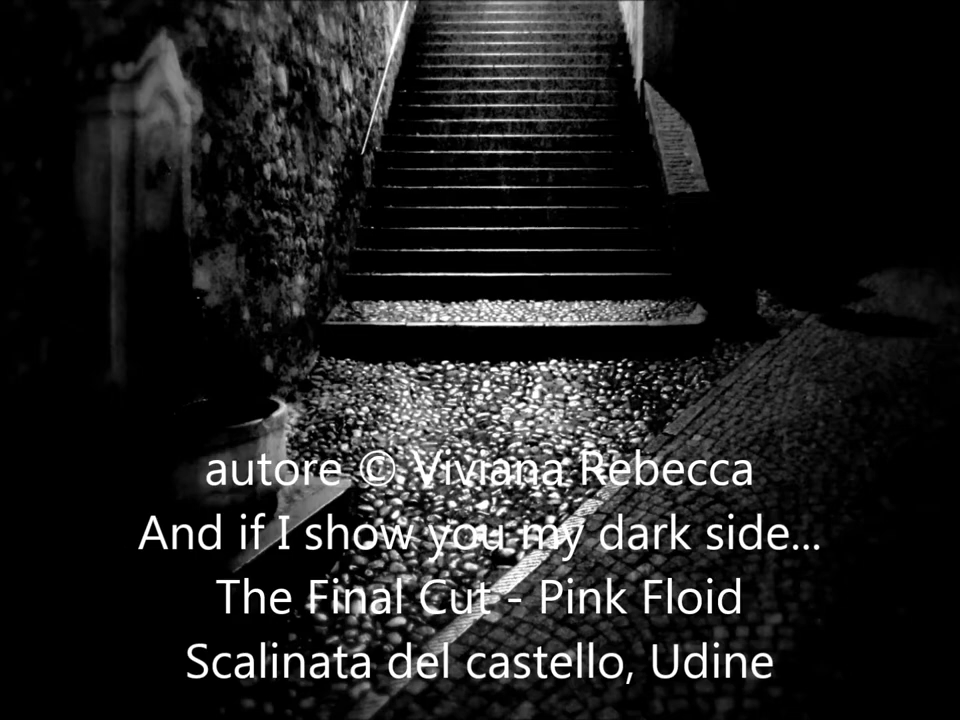 autore © Viviana Rebecca
And if I show you my dark side...
The Final Cut - Pink Floid
Scalinata del castello, Udine